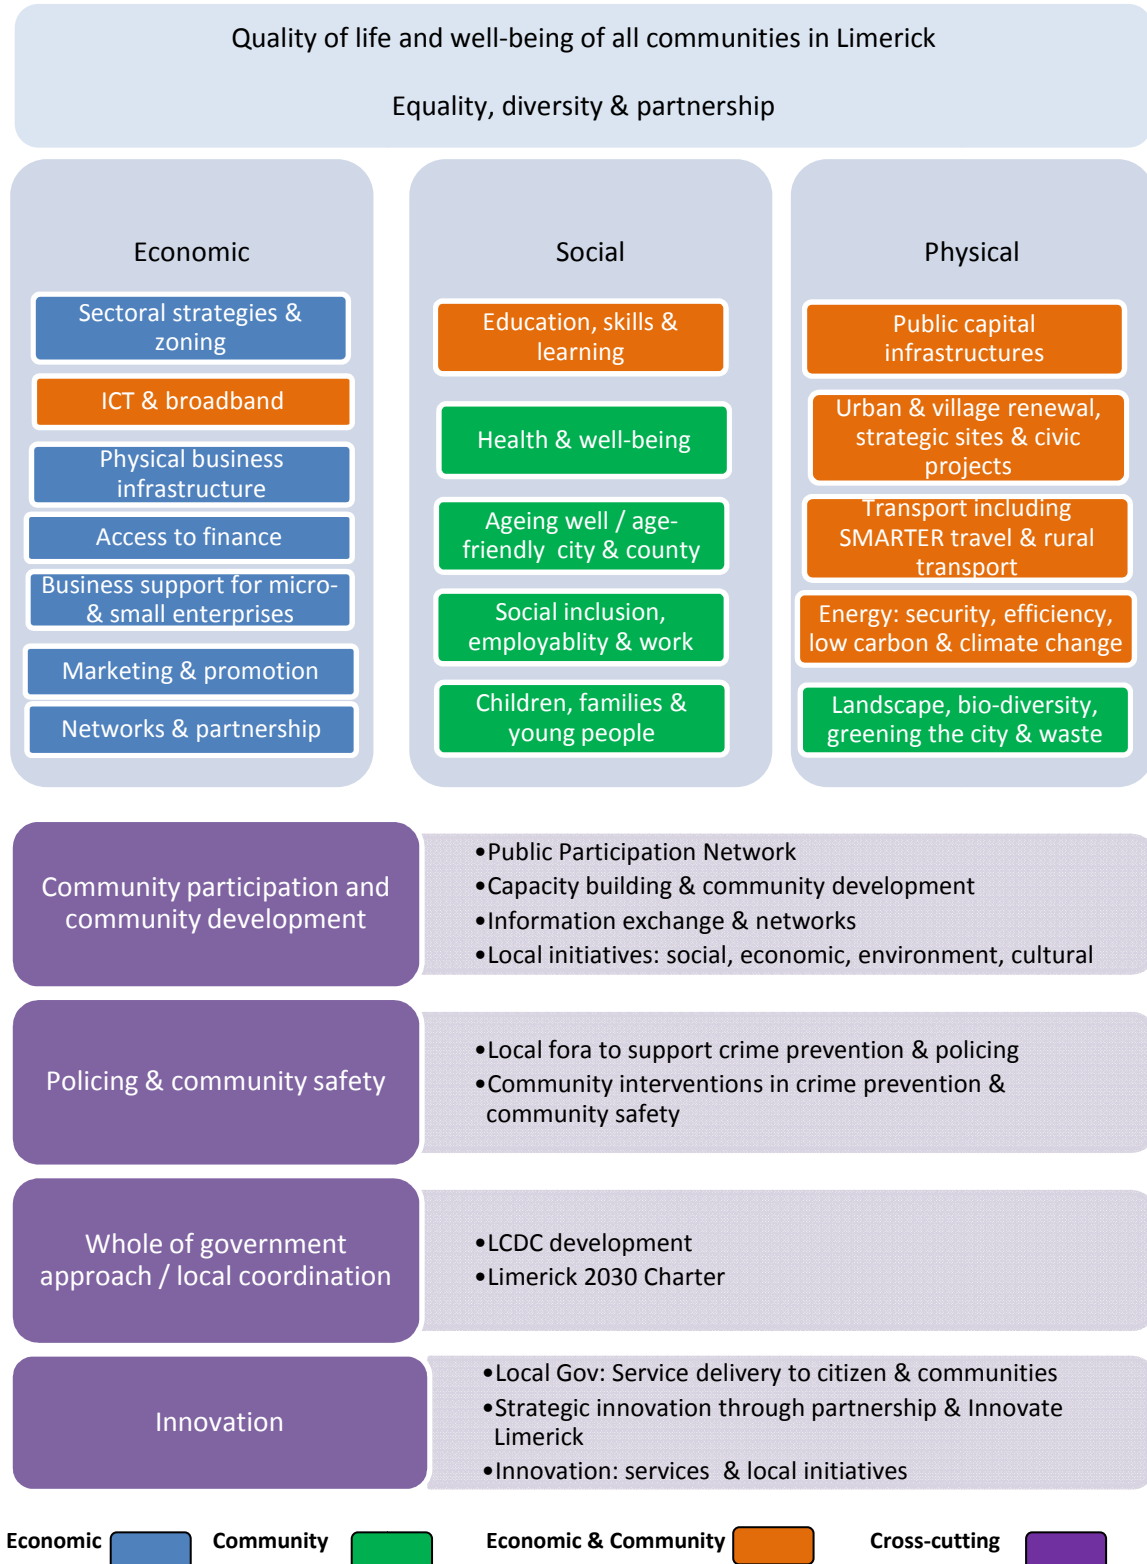 Quality of life and well-being of all communities in Limerick
Equality, diversity & partnership
Economic
Sectoral strategies &
zoning
ICT & broadband
Physical business
infrastructure
Access to finance
Business support for micro-
& small enterprises
Marketing & promotion
Networks & partnership
Social
Education, skills &
learning
Health & well-being
Ageing well / age-
friendly city & county
Social inclusion,
employablity & work
Children, families &
young people
Physical
Public capital
infrastructures
Urban & village renewal,
strategic sites & civic
projects
Transport including
SMARTER travel & rural
transport
Energy: security, efficiency,
low carbon & climate change
Landscape, bio-diversity,
greening the city & waste
Community participation and
community development
•Public Participation Network
•Capacity building & community development
•Information exchange & networks
•Local initiatives: social, economic, environment, cultural
Policing & community safety
•Local fora to support crime prevention & policing
•Community interventions in crime prevention &
community safety
Whole of government
approach / local coordination
•LCDC development
•Limerick 2030 Charter
Innovation
•Local Gov: Service delivery to citizen & communities
•Strategic innovation through partnership & Innovate
Limerick
•Innovation: services & local initiatives
Economic
Community
Economic & Community
Cross-cutting